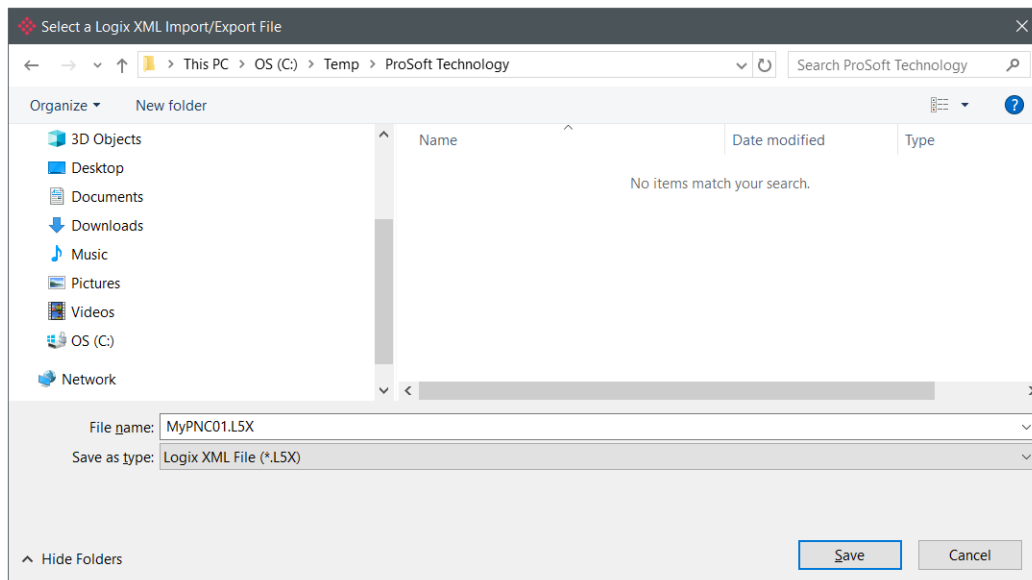 Select a Logix XML Import/Export File
This PC > OS (C:) > Temp > ProSoft Technology
Search ProSoft Technology
Organize
New folder
?
3D Objects
Desktop
Documents
Downloads
Music
Pictures
Videos
OS (C:)
Network
Name
Date modified
Type
No items match your search.
File name: MyPNC01.L5X
Save as type: Logix XML File (*.L5X)
Hide Folders
Save
Cancel